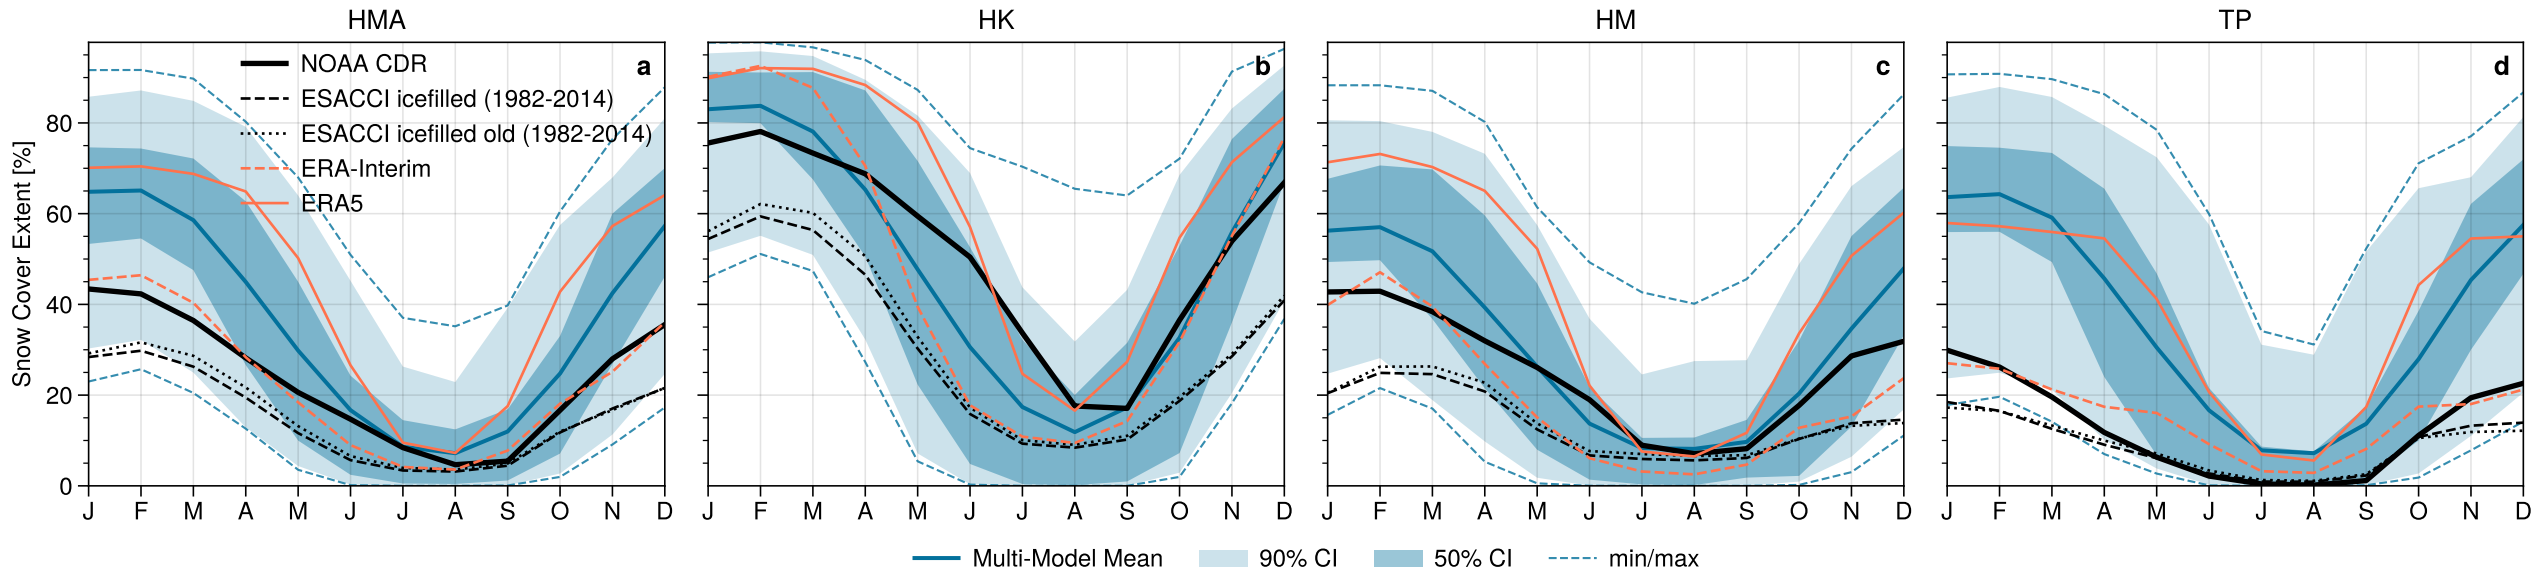 HMA HK HM TP
a b c d
NOAA CDR
ESACCI icefilled (1982-2014)
ESACCI icefilled old (1982-2014)
ERA-Interim
ERA5
Snow Cover Extent [%]
80
60
40
20
0
J F M A M J J A S O N D J F M A M J J A S O N D J F M A M J J A S O N D J F M A M J J A S O N D
Multi-Model Mean 90% CI 50% CI min/max